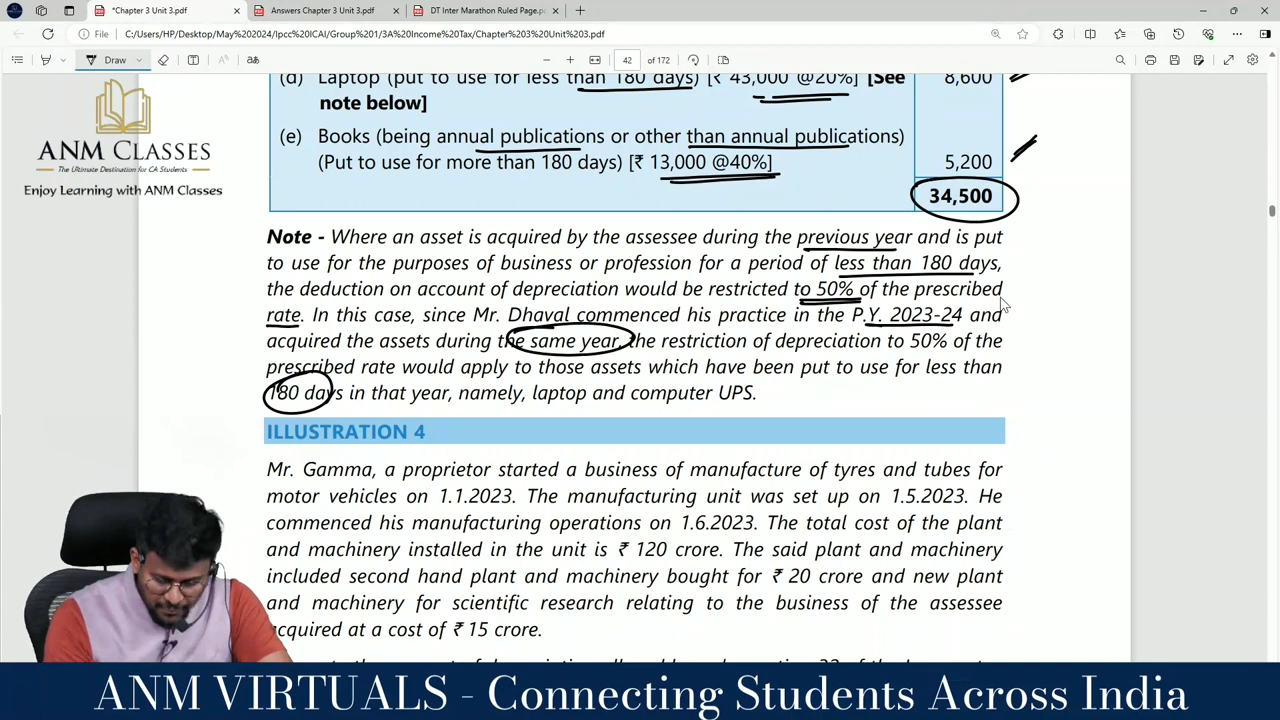 *Chapter 3 Unit 3.pdf
Answers Chapter 3 Unit 3.pdf
DT Inter Marathon Ruled Page.p
File
C:/Users/HP/Desktop/May%202024/Ipcc%20ICAI/Group%201/3A%20Income%20Tax/Chapter%203%20Unit%203.pdf
Draw
42 of 172
(d) Laptop (put to use for less than 180 days) [₹ 43,000 @20%] [See 8,600
note below]
(e) Books (being annual publications or other than annual publications)
(Put to use for more than 180 days) [₹ 13,000 @40%] 5,200
34,500
ANM CLASSES
The Ultimate Destination for CA Students
Enjoy Learning with ANM Classes
Note - Where an asset is acquired by the assessee during the previous year and is put
to use for the purposes of business or profession for a period of less than 180 days,
the deduction on account of depreciation would be restricted to 50% of the prescribed
rate. In this case, since Mr. Dhaval commenced his practice in the P.Y. 2023-24 and
acquired the assets during the same year, the restriction of depreciation to 50% of the
prescribed rate would apply to those assets which have been put to use for less than
180 days in that year, namely, laptop and computer UPS.
ILLUSTRATION 4
Mr. Gamma, a proprietor started a business of manufacture of tyres and tubes for
motor vehicles on 1.1.2023. The manufacturing unit was set up on 1.5.2023. He
commenced his manufacturing operations on 1.6.2023. The total cost of the plant
and machinery installed in the unit is ₹ 120 crore. The said plant and machinery
included second hand plant and machinery bought for ₹ 20 crore and new plant
and machinery for scientific research relating to the business of the assessee
acquired at a cost of ₹ 15 crore.
ANM VIRTUALS - Connecting Students Across India